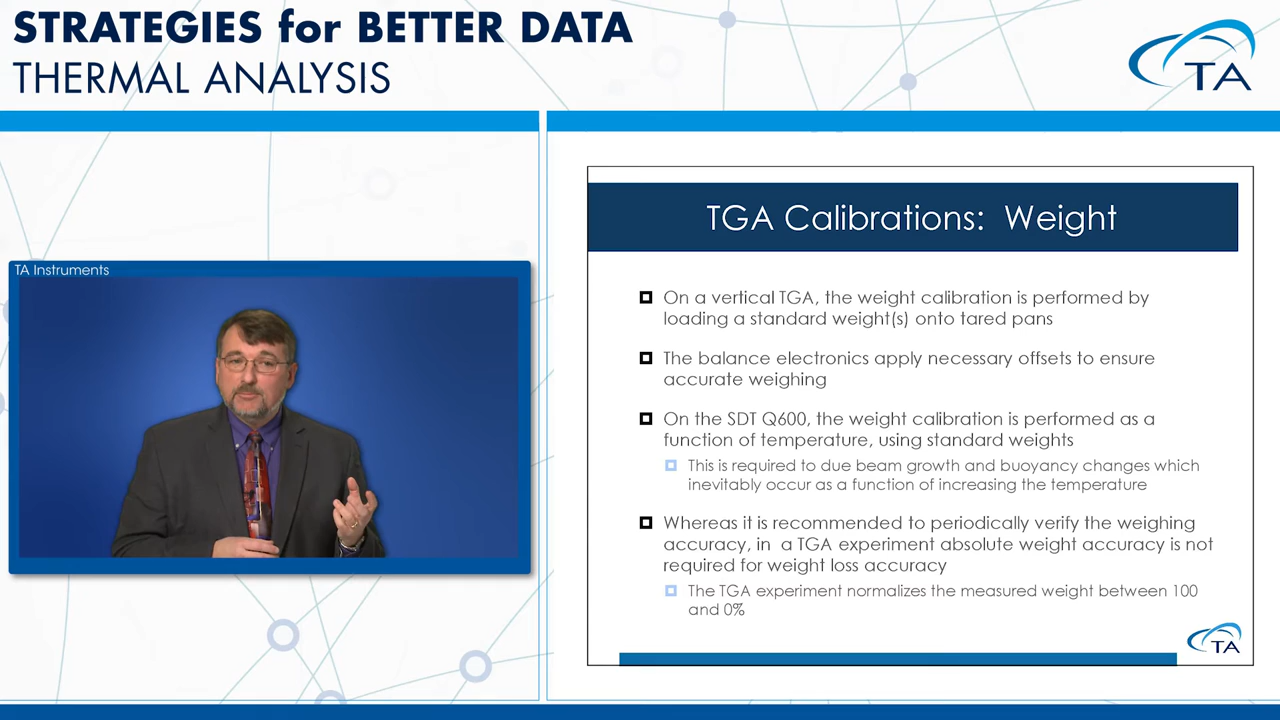 STRATEGIES for BETTER DATA
THERMAL ANALYSIS
TA
TA Instruments
TGA Calibrations: Weight
On a vertical TGA, the weight calibration is performed by
loading a standard weight(s) onto tared pans
The balance electronics apply necessary offsets to ensure
accurate weighing
On the SDT Q600, the weight calibration is performed as a
function of temperature, using standard weights
This is required to due beam growth and buoyancy changes which
inevitably occur as a function of increasing the temperature
Whereas it is recommended to periodically verify the weighing
accuracy, in a TGA experiment absolute weight accuracy is not
required for weight loss accuracy
The TGA experiment normalizes the measured weight between 100
and 0%
TA